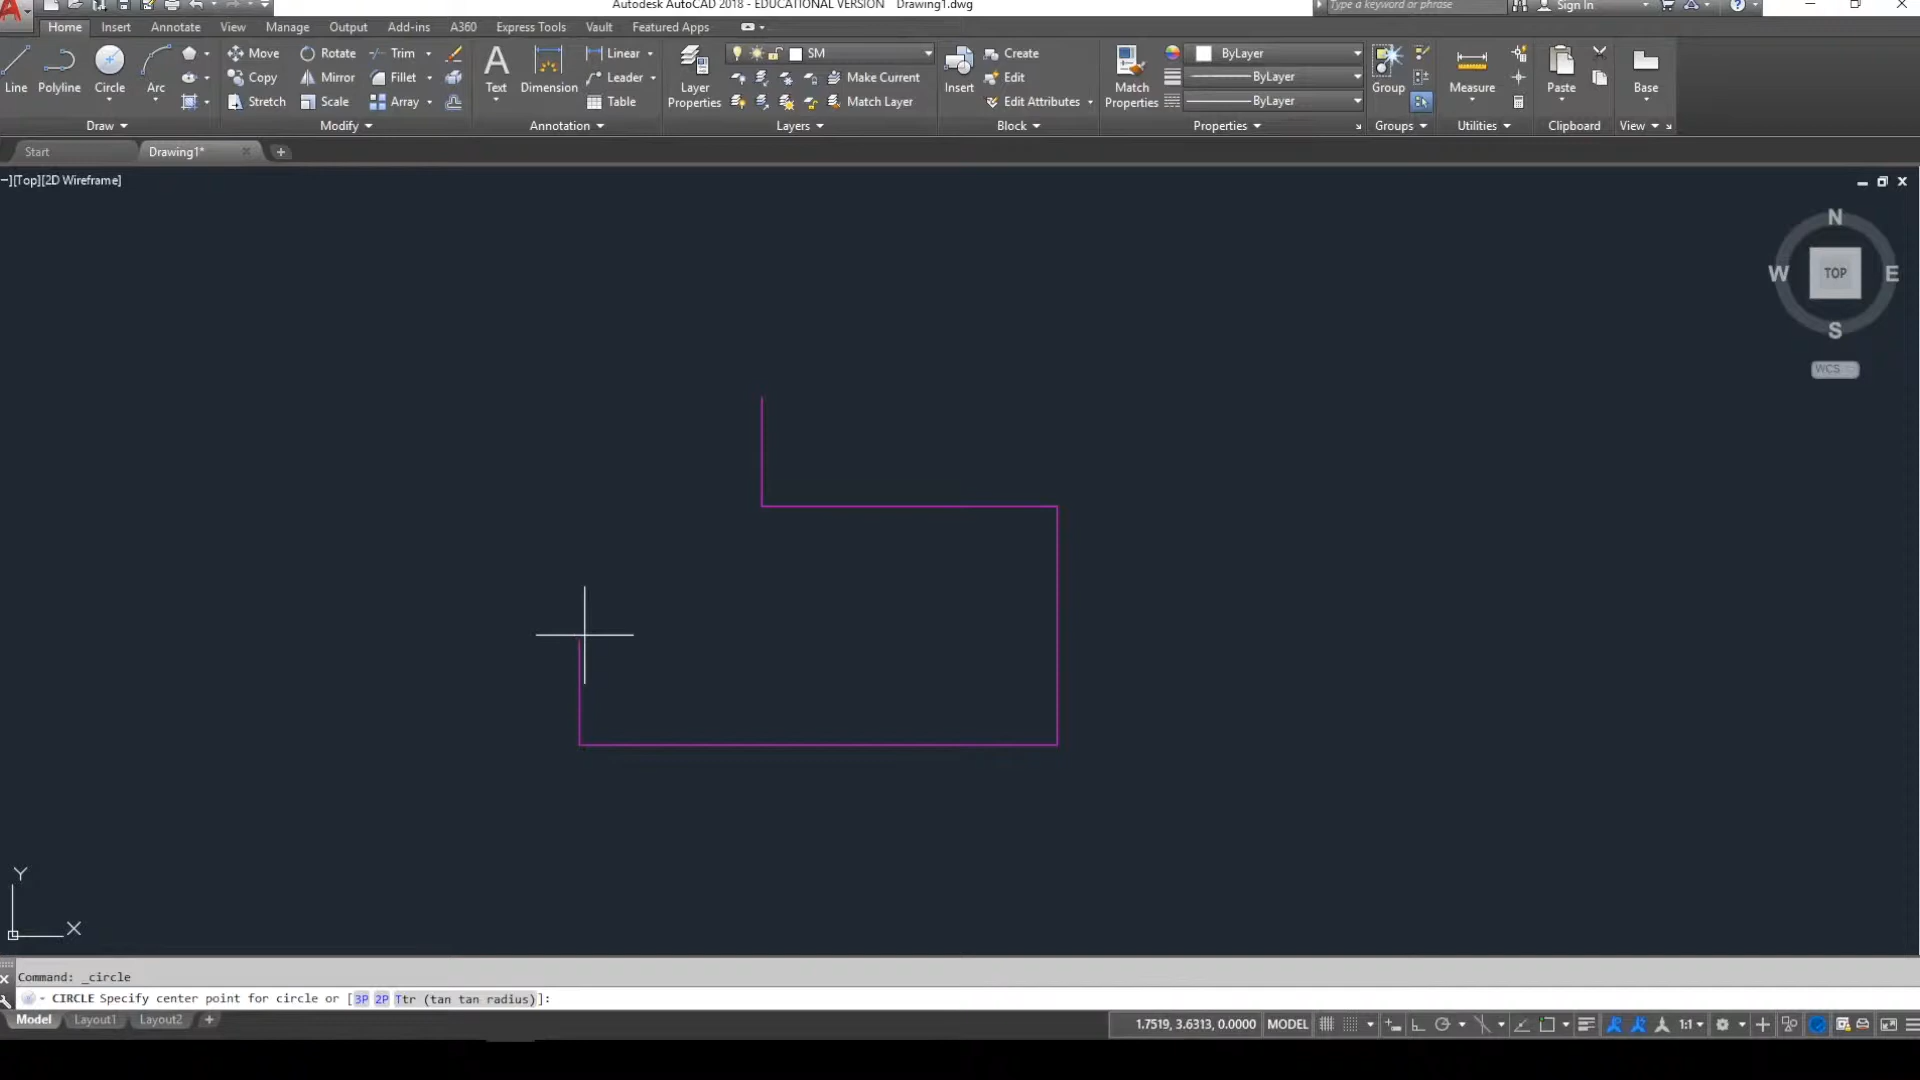 Autodesk AutoCAD 2018 - EDUCATIONAL VERSION Drawing1.dwg
Type a keyword or phrase
Sign In
Home Insert Annotate View Manage Output Add-ins A360 Express Tools Vault Featured Apps
Line Polyline Circle Arc
Move Rotate Trim
Copy Mirror Fillet
Stretch Scale Array
Text Dimension
Linear
Leader
Table
Layer Properties
SM
Make Current
Match Layer
Insert
Create
Edit
Edit Attributes
Match Properties
ByLayer
ByLayer
ByLayer
Group
Measure
Paste
Base
Draw Modify Annotation Layers Block Properties Groups Utilities Clipboard View
Start Drawing1*
−][Top][2D Wireframe]
N
W TOP E
S
WCS
Y
X
Command: _circle
CIRCLE Specify center point for circle or [3P 2P Ttr (tan tan radius)]:
Model Layout1 Layout2
1.7519, 3.6313, 0.0000 MODEL 1:1